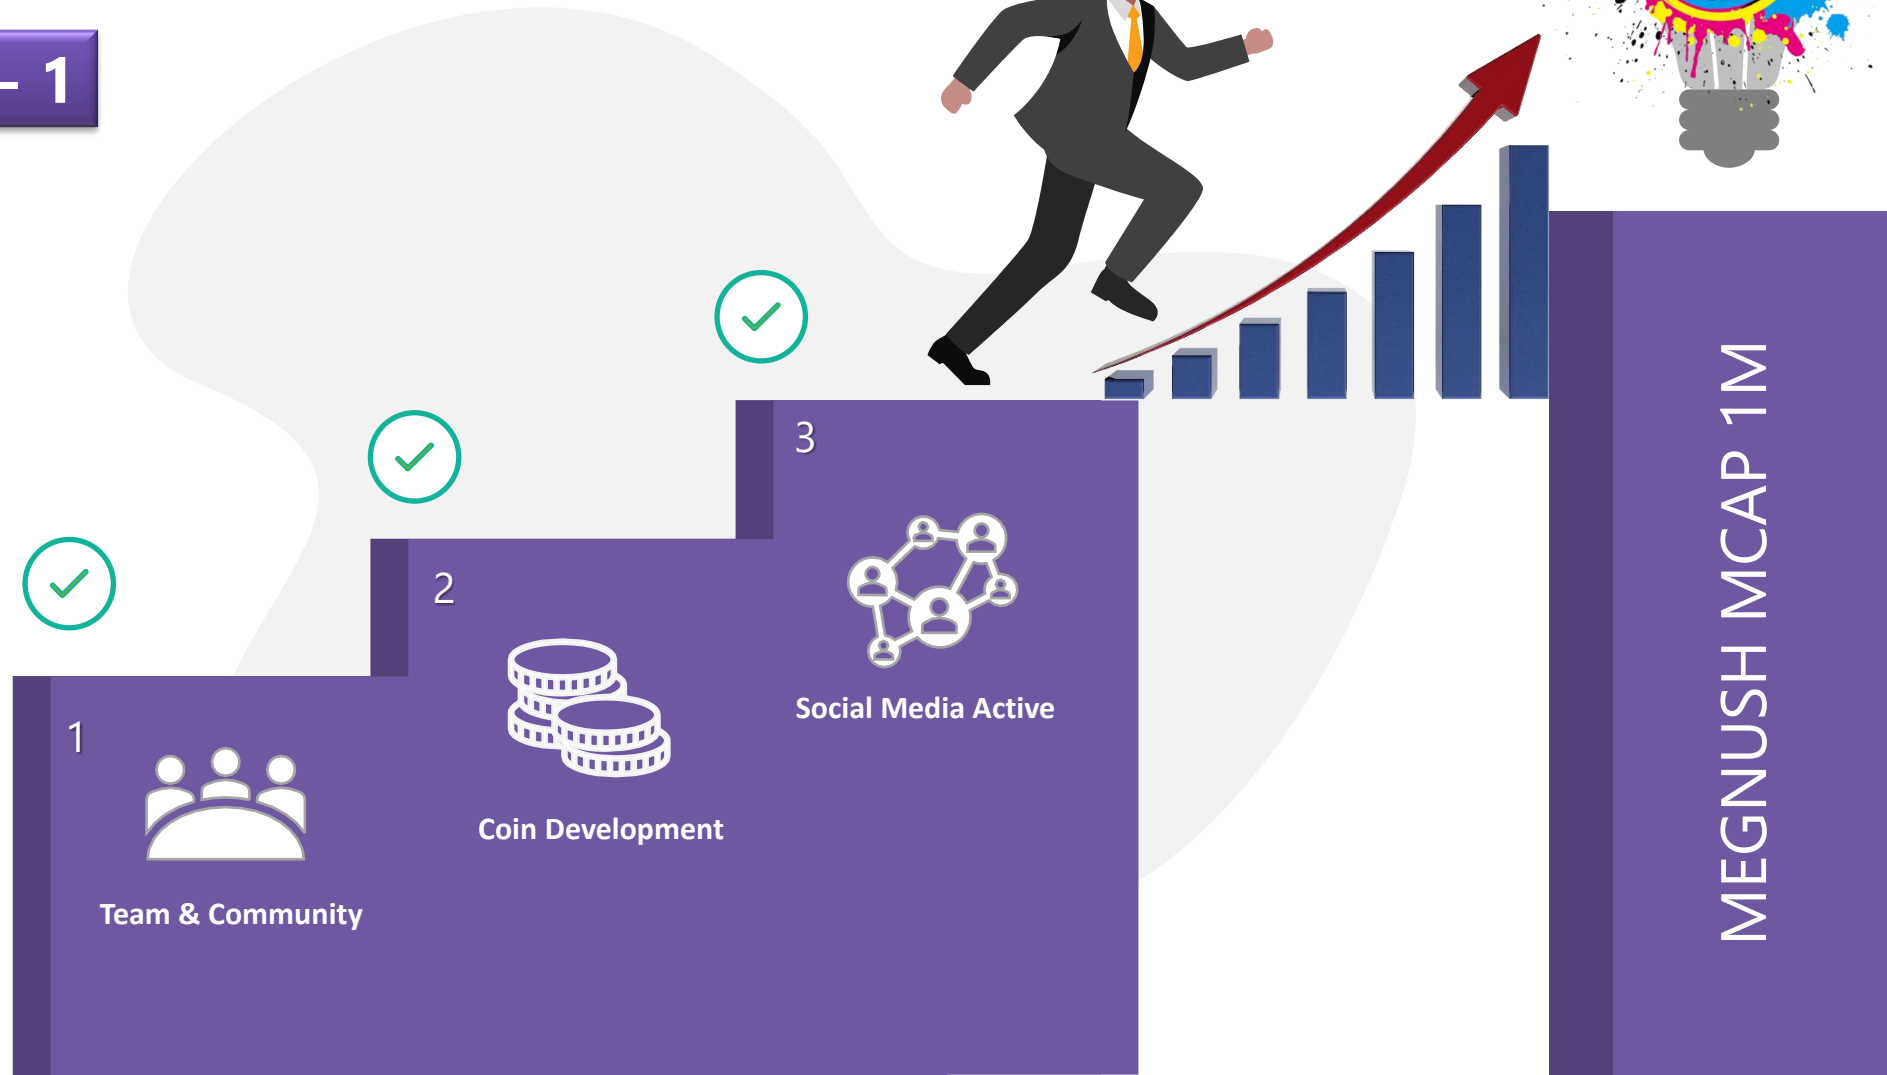 - 1
3
Social Media Active
2
Coin Development
1
Team & Community
MEGNUSH MCAP 1M